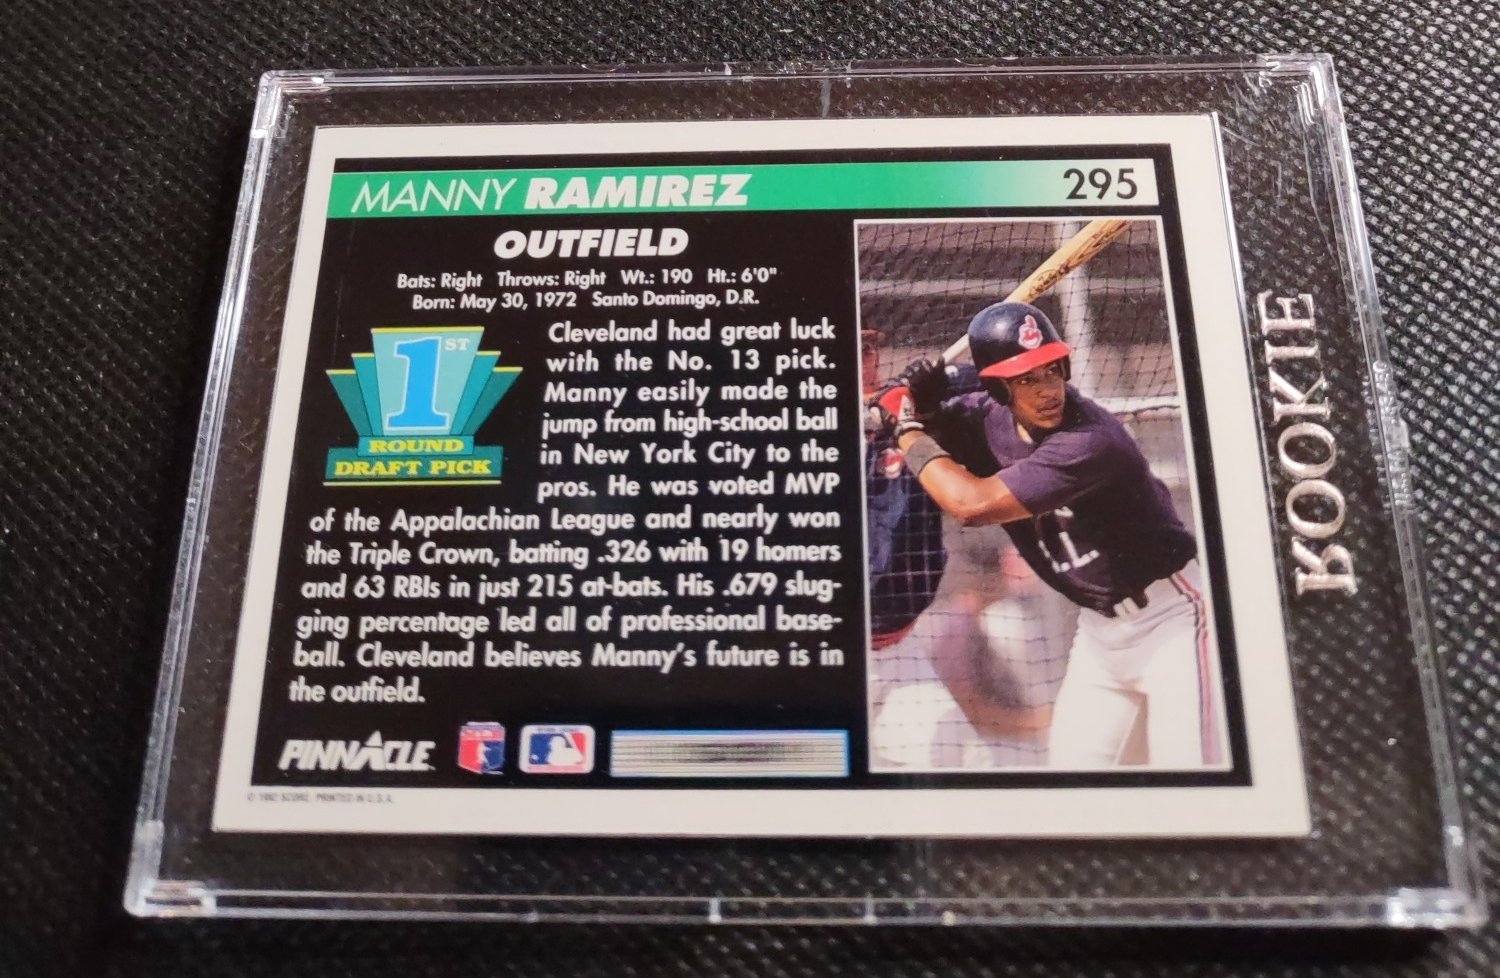 MANNY RAMIREZ 295
OUTFIELD
Bats: Right Throws: Right Wt.: 190 Ht.: 6'0"
Born: May 30, 1972 Santo Domingo, D.R.
1ST
ROUND
DRAFT PICK
Cleveland had great luck
with the No. 13 pick.
Manny easily made the
jump from high-school ball
in New York City to the
pros. He was voted MVP
of the Appalachian League and nearly won
the Triple Crown, batting .326 with 19 homers
and 63 RBIs in just 215 at-bats. His .679 slug-
ging percentage led all of professional base-
ball. Cleveland believes Manny's future is in
the outfield.
PINNACLE
© 1992 SCORE, PRINTED IN U.S.A.
ROOKIE